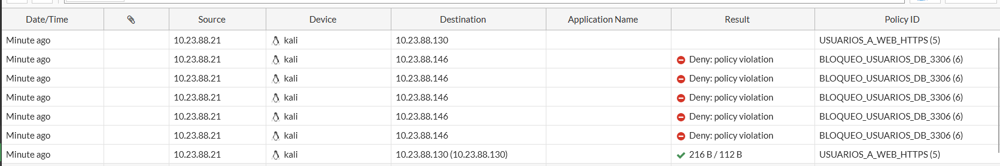 Date/Time Source Device Destination Application Name Result Policy ID
Minute ago 10.23.88.21 kali 10.23.88.130 USUARIOS_A_WEB_HTTPS (5)
Minute ago 10.23.88.21 kali 10.23.88.146 Deny: policy violation BLOQUEO_USUARIOS_DB_3306 (6)
Minute ago 10.23.88.21 kali 10.23.88.146 Deny: policy violation BLOQUEO_USUARIOS_DB_3306 (6)
Minute ago 10.23.88.21 kali 10.23.88.146 Deny: policy violation BLOQUEO_USUARIOS_DB_3306 (6)
Minute ago 10.23.88.21 kali 10.23.88.146 Deny: policy violation BLOQUEO_USUARIOS_DB_3306 (6)
Minute ago 10.23.88.21 kali 10.23.88.146 Deny: policy violation BLOQUEO_USUARIOS_DB_3306 (6)
Minute ago 10.23.88.21 kali 10.23.88.130 (10.23.88.130) 216 B / 112 B USUARIOS_A_WEB_HTTPS (5)